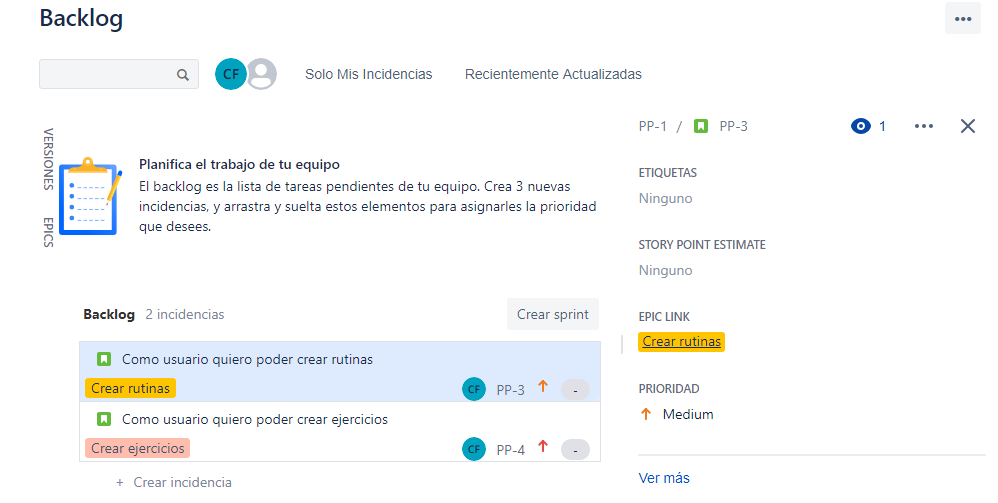 Backlog
CF
Solo Mis Incidencias
Recientemente Actualizadas
VERSIONES
EPICS
Planifica el trabajo de tu equipo
El backlog es la lista de tareas pendientes de tu equipo. Crea 3 nuevas
incidencias, y arrastra y suelta estos elementos para asignarles la prioridad
que desees.
Backlog 2 incidencias
Crear sprint
Como usuario quiero poder crear rutinas
Crear rutinas
CF PP-3 -
Como usuario quiero poder crear ejercicios
Crear ejercicios
CF PP-4 -
+ Crear incidencia
PP-1 / PP-3
1
ETIQUETAS
Ninguno
STORY POINT ESTIMATE
Ninguno
EPIC LINK
Crear rutinas
PRIORIDAD
Medium
Ver más